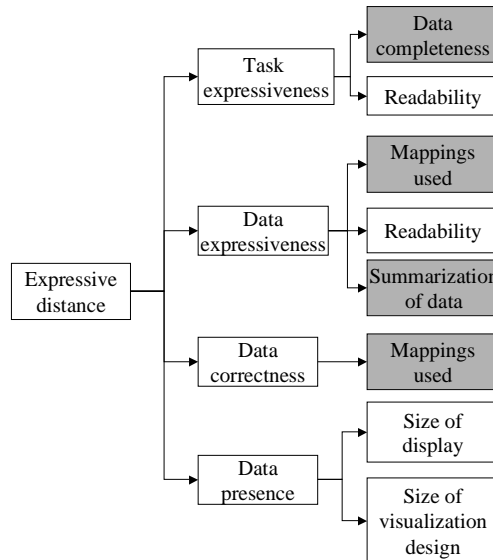 Data
completeness
Task
expressiveness
Readability
Mappings
used
Data
expressiveness
Readability
Summarization
of data
Expressive
distance
Data
correctness
Mappings
used
Size of
display
Data
presence
Size of
visualization
design